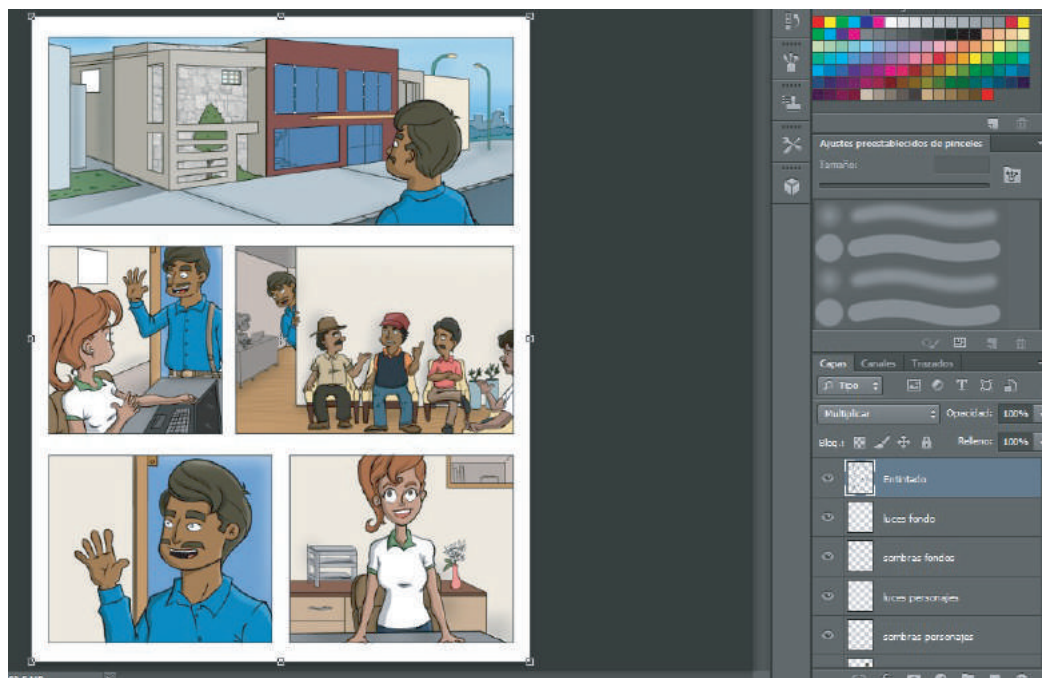 Ajustes preestablecidos de pinceles
Tamaño:
Capas Canales Trazados
Tipo T
Multiplicar Opacidad: 100%
Bloq.: Relleno: 100%
Entintado
luces fondo
sombras fondos
luces personajes
sombras personajes